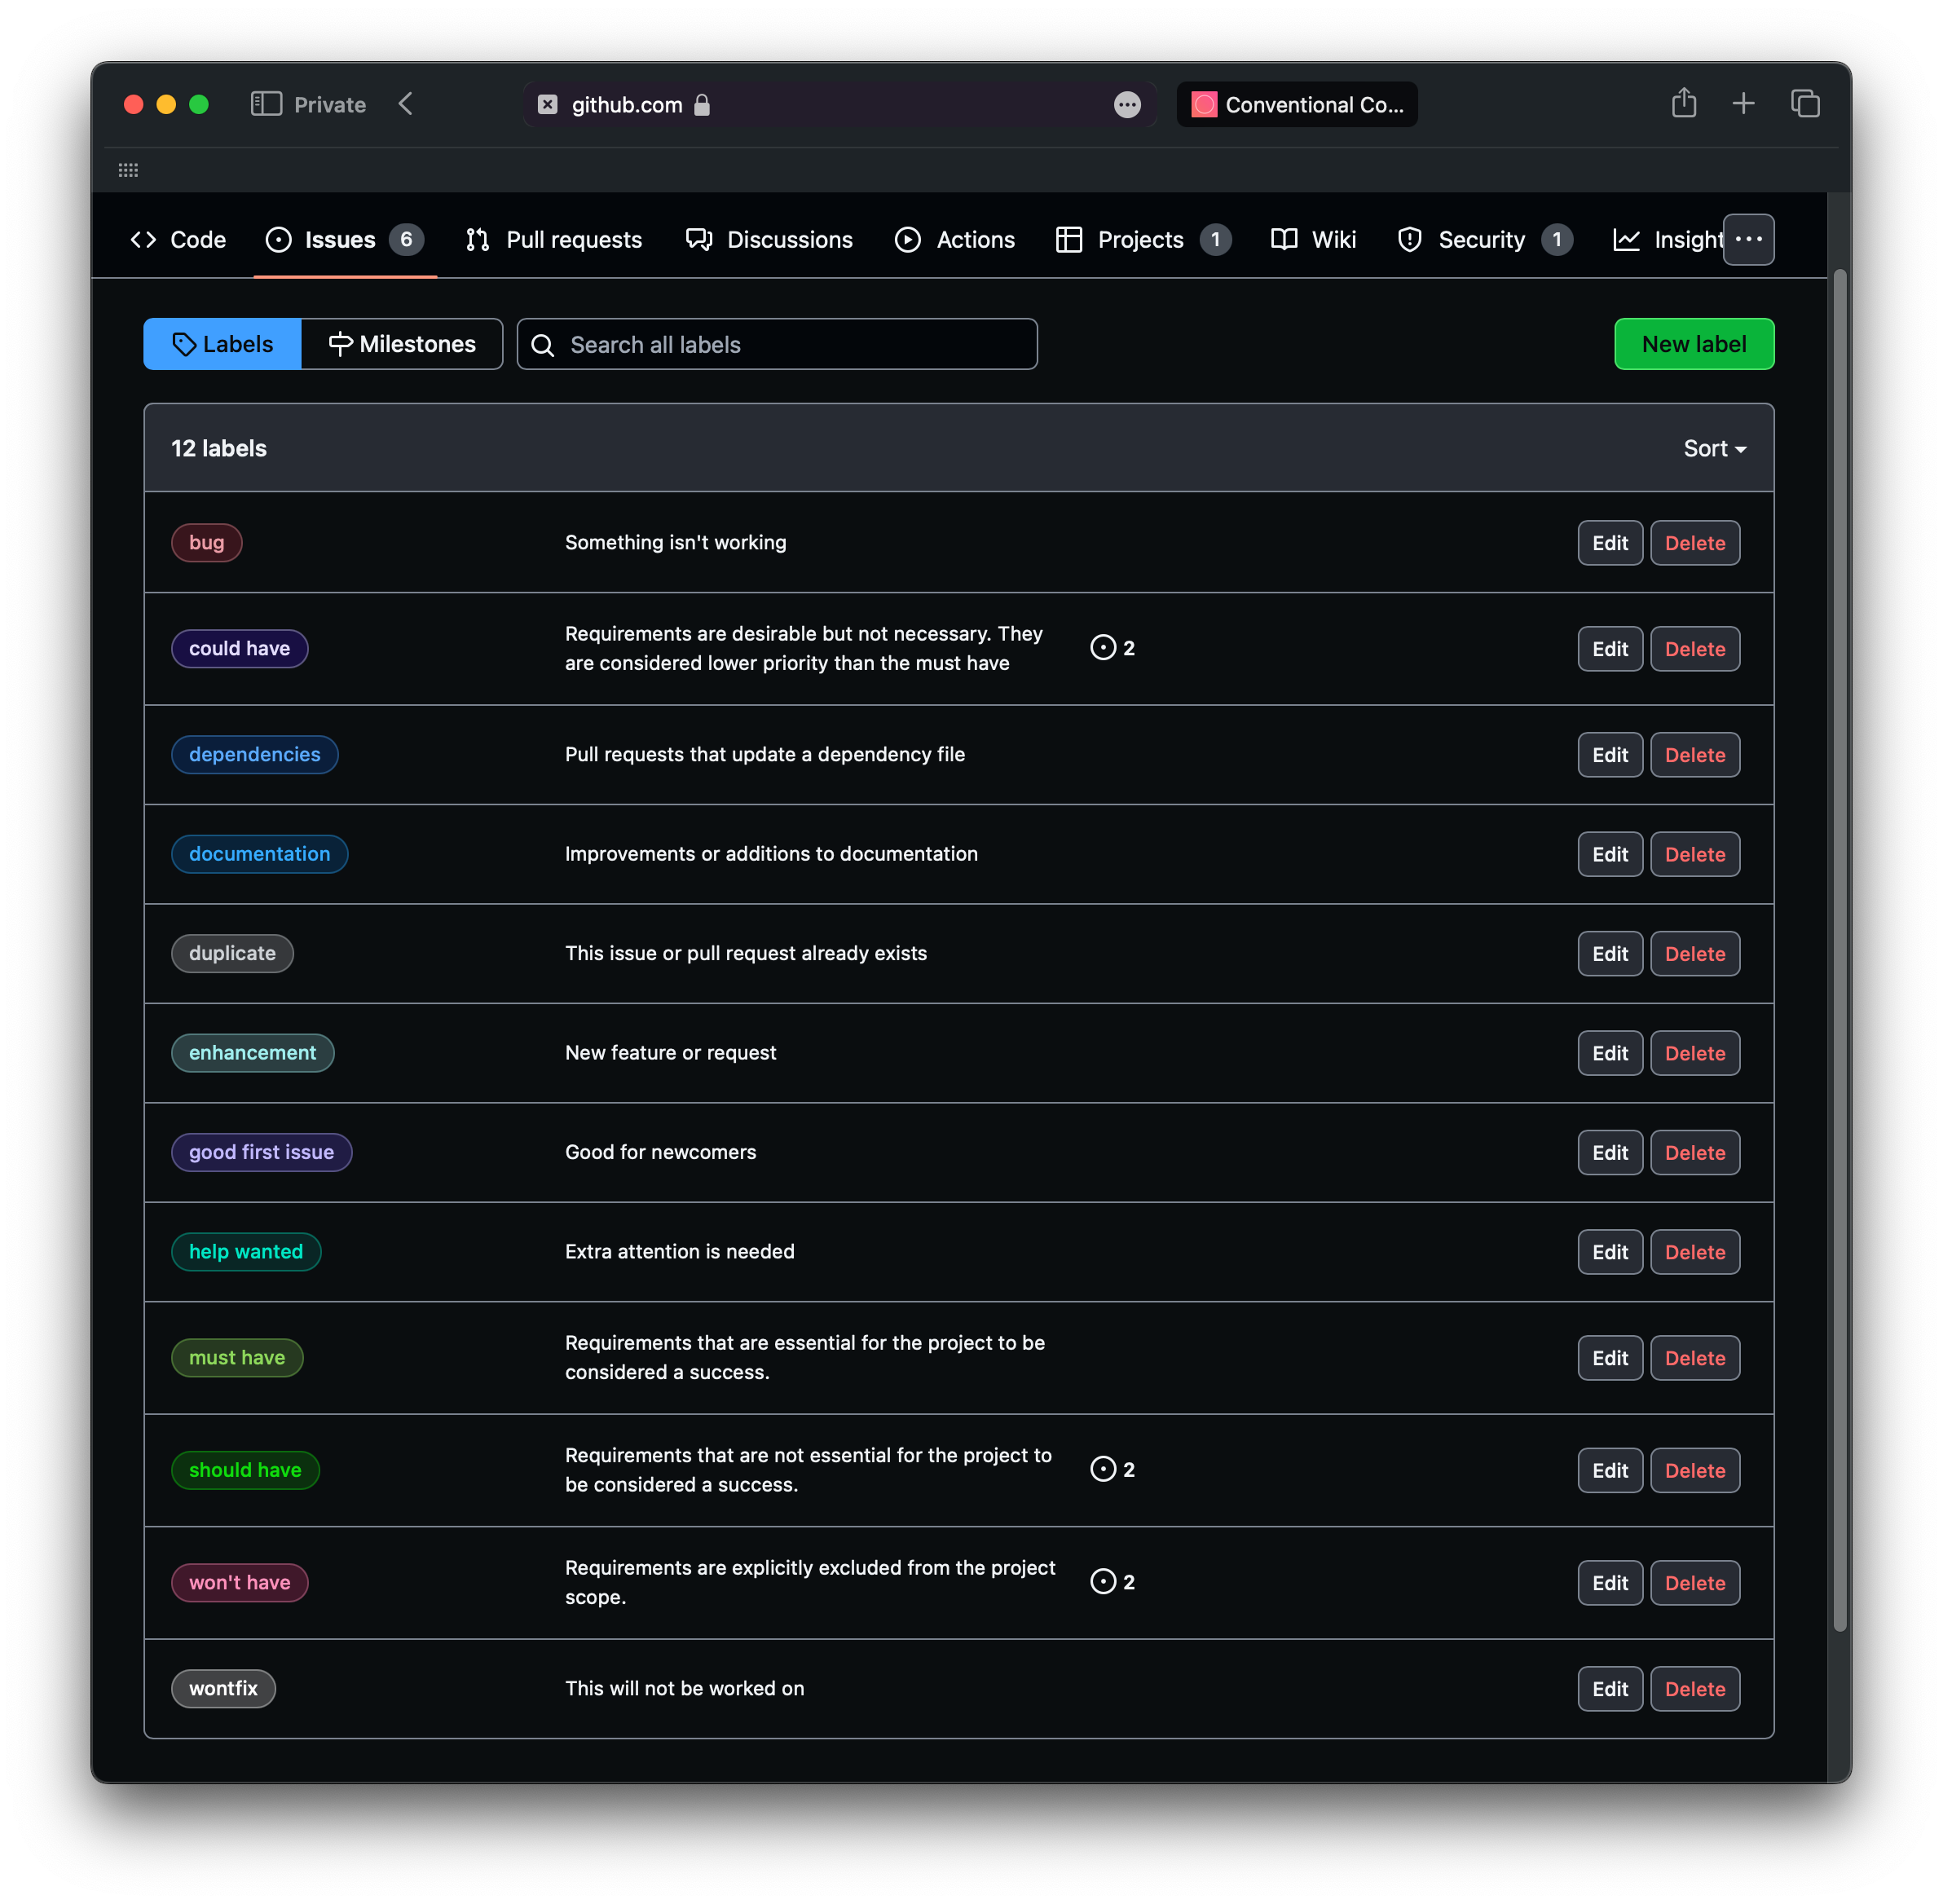 Private
github.com
Conventional Co...
Code
Issues 6
Pull requests
Discussions
Actions
Projects 1
Wiki
Security 1
Insight
Labels
Milestones
Search all labels
New label
12 labels
Sort
bug
Something isn't working
Edit
Delete
could have
Requirements are desirable but not necessary. They
are considered lower priority than the must have
2
Edit
Delete
dependencies
Pull requests that update a dependency file
Edit
Delete
documentation
Improvements or additions to documentation
Edit
Delete
duplicate
This issue or pull request already exists
Edit
Delete
enhancement
New feature or request
Edit
Delete
good first issue
Good for newcomers
Edit
Delete
help wanted
Extra attention is needed
Edit
Delete
must have
Requirements that are essential for the project to be
considered a success.
Edit
Delete
should have
Requirements that are not essential for the project to
be considered a success.
2
Edit
Delete
won't have
Requirements are explicitly excluded from the project
scope.
2
Edit
Delete
wontfix
This will not be worked on
Edit
Delete